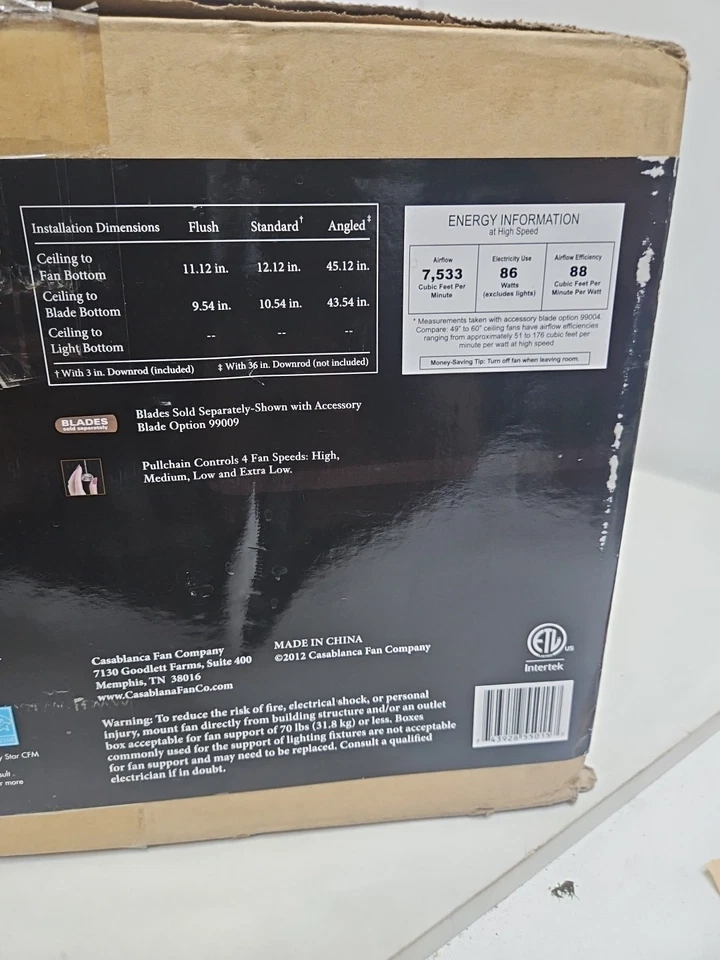 Installation Dimensions Flush Standard† Angled‡
Ceiling to
Fan Bottom 11.12 in. 12.12 in. 45.12 in.
Ceiling to
Blade Bottom 9.54 in. 10.54 in. 43.54 in.
Ceiling to
Light Bottom -- -- --
† With 3 in. Downrod (included) ‡ With 36 in. Downrod (not included)
ENERGY INFORMATION
at High Speed
Airflow
7,533
Cubic Feet Per
Minute
Electricity Use
86
Watts
(excludes lights)
Airflow Efficiency
88
Cubic Feet Per
Minute Per Watt
* Measurements taken with accessory blade option 99004.
Compare: 49" to 60" ceiling fans have airflow efficiencies
ranging from approximately 51 to 176 cubic feet per
minute per watt at high speed
Money-Saving Tip: Turn off fan when leaving room.
BLADES
sold separately
Blades Sold Separately-Shown with Accessory
Blade Option 99009
Pullchain Controls 4 Fan Speeds: High,
Medium, Low and Extra Low.
Casablanca Fan Company
7130 Goodlett Farms, Suite 400
Memphis, TN 38016
www.CasablancaFanCo.com
MADE IN CHINA
©2012 Casablanca Fan Company
Warning: To reduce the risk of fire, electrical shock, or personal
injury, mount fan directly from building structure and/or an outlet
box acceptable for fan support of 70 lbs (31.8 kg) or less. Boxes
commonly used for the support of lighting fixtures are not acceptable
for fan support and may need to be replaced. Consult a qualified
electrician if in doubt.
ETL US
Intertek
Star CFM
more